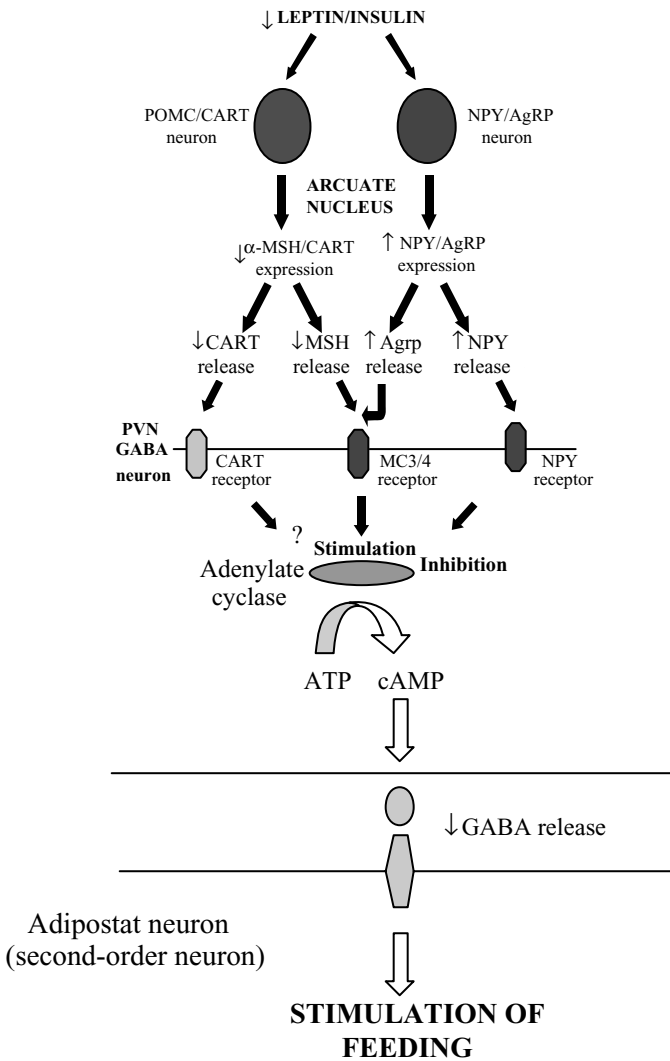 ↓ LEPTIN/INSULIN
POMC/CART
neuron
NPY/AgRP
neuron
ARCUATE
NUCLEUS
↓α-MSH/CART
expression
↑ NPY/AgRP
expression
↓CART
release
↓MSH
release
↑ Agrp
release
↑NPY
release
PVN
GABA
neuron
CART
receptor
MC3/4
receptor
NPY
receptor
?
Stimulation
Inhibition
Adenylate
cyclase
ATP
cAMP
↓GABA release
Adipostat neuron
(second-order neuron)
STIMULATION OF
FEEDING